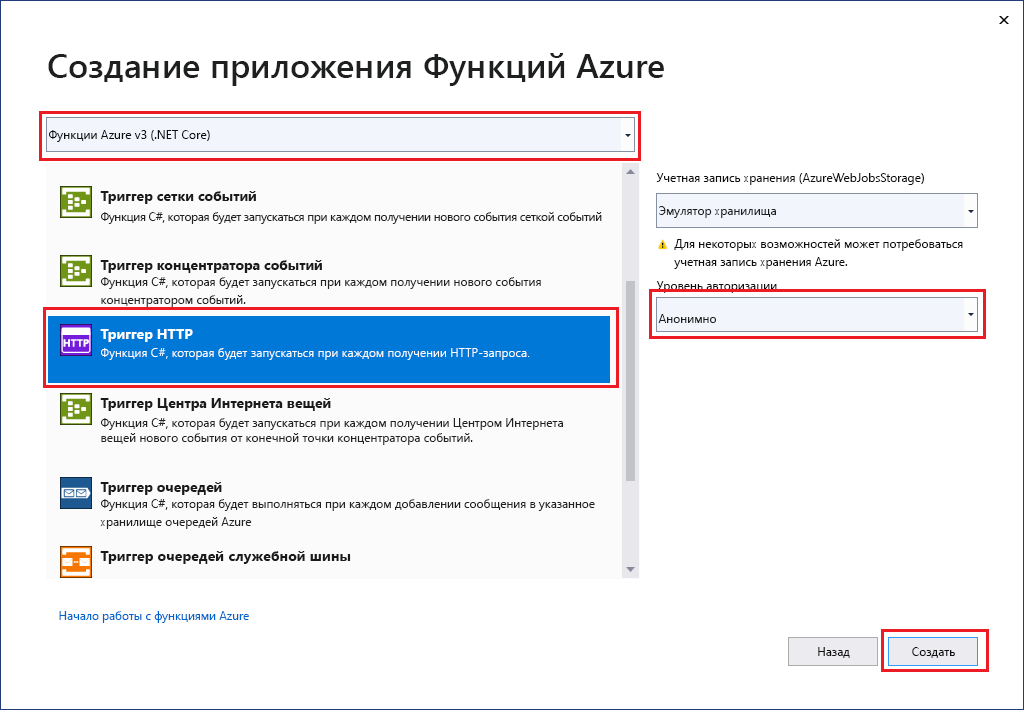 Создание приложения Функций Azure
Функции Azure v3 (.NET Core)
Триггер сетки событий
Функция C#, которая будет запускаться при каждом получении нового события сеткой событий
Триггер концентратора событий
Функция C#, которая будет запускаться при каждом получении нового события
концентратором событий.
HTTP
Триггер HTTP
Функция C#, которая будет запускаться при каждом получении HTTP-запроса.
Триггер Центра Интернета вещей
Функция C#, которая будет запускаться при каждом получении Центром Интернета
вещей нового события от конечной точки концентратора событий.
Триггер очередей
Функция C#, которая будет выполняться при каждом добавлении сообщения в указанное
хранилище очередей Azure
Триггер очередей служебной шины
Учетная запись хранения (AzureWebJobsStorage)
Эмулятор хранилища
Для некоторых возможностей может потребоваться
учетная запись хранения Azure.
Уровень авторизации
Анонимно
Начало работы с функциями Azure
Назад
Создать